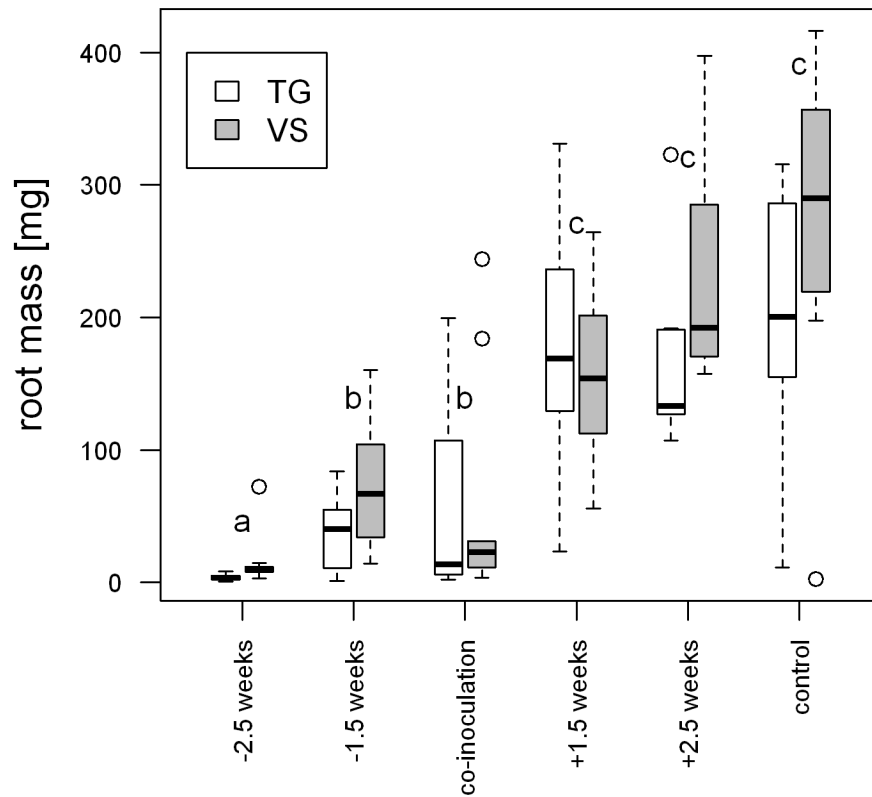 root mass [mg]
400
300
200
100
0
TG
VS
a
b
b
c
c
c
-2.5 weeks
-1.5 weeks
co-inoculation
+1.5 weeks
+2.5 weeks
control